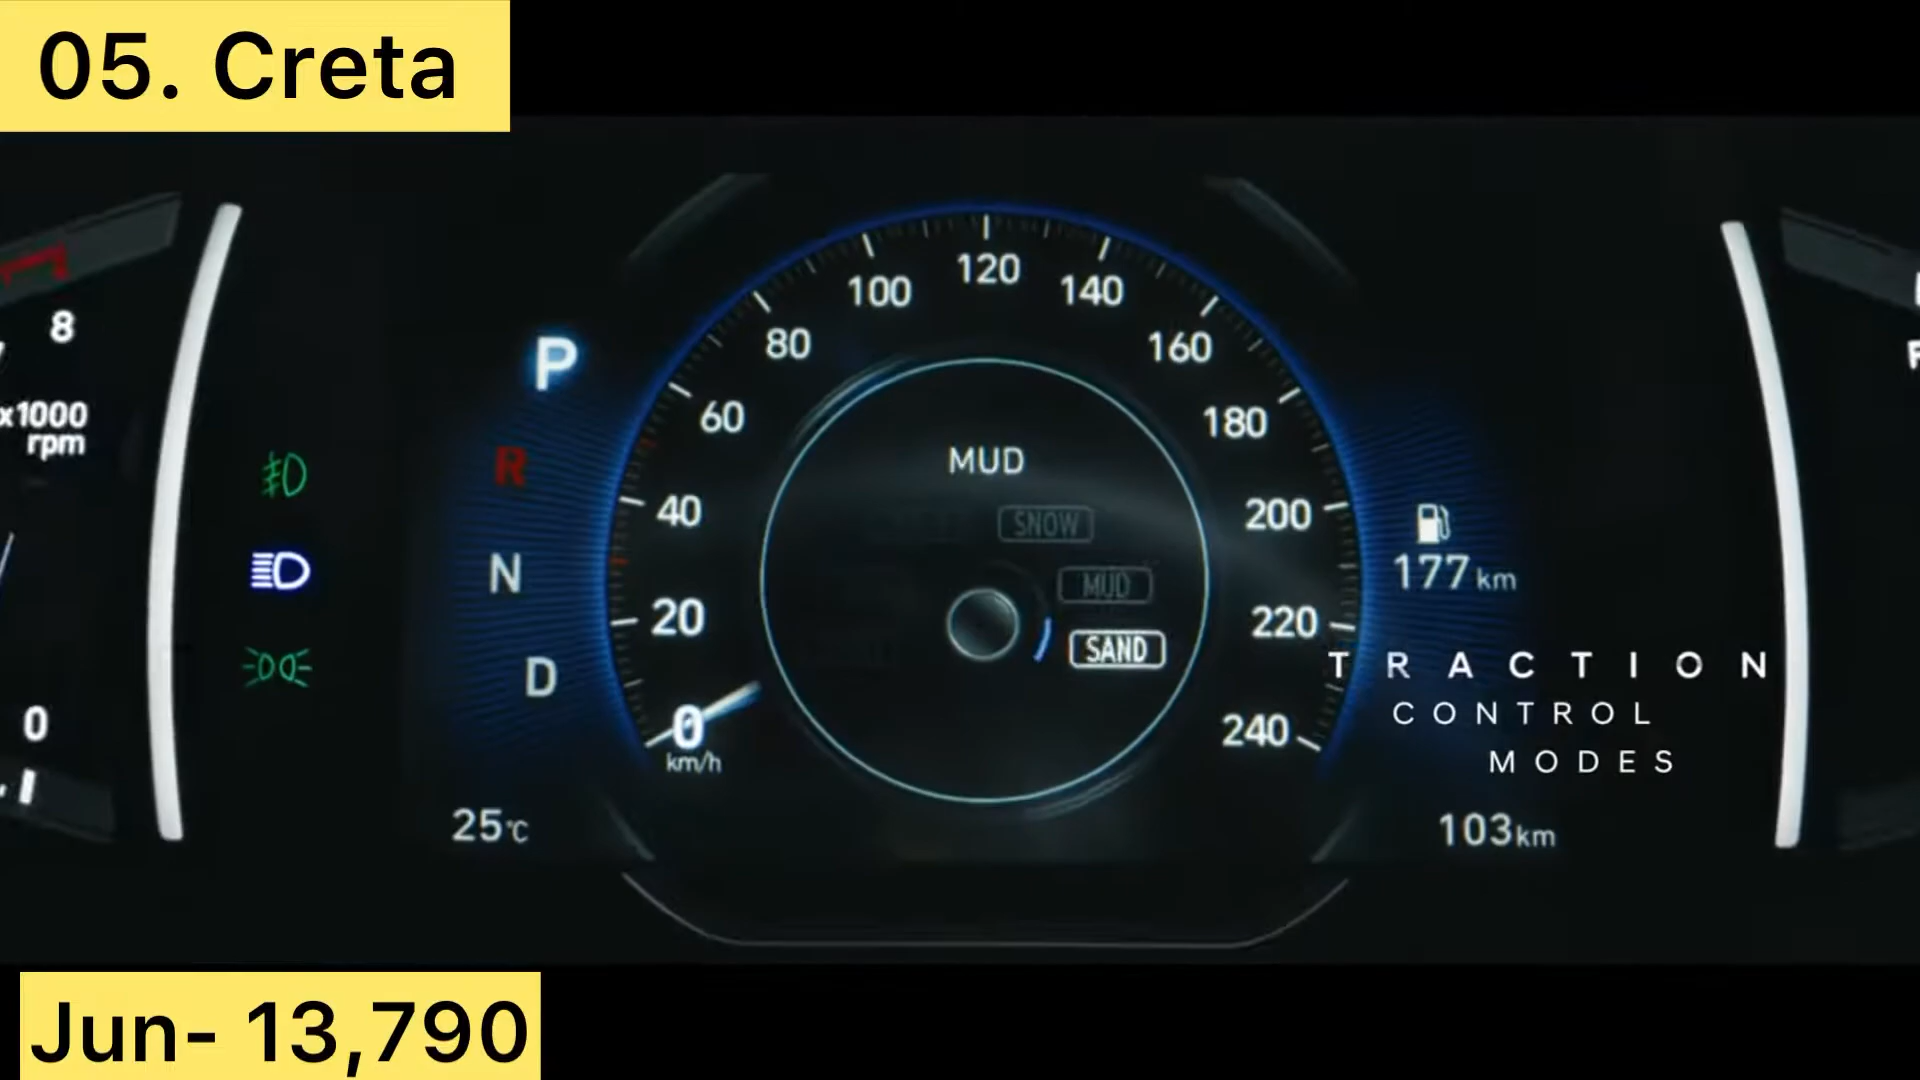 05. Creta
8
x1000
rpm
0
P
R
N
D
25℃
0
km/h
20
40
60
80
100
120
140
160
180
200
220
240
MUD
SNOW
MUD
SAND
177 km
TRACTION
CONTROL
MODES
103 km
Jun- 13,790